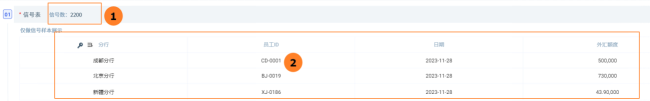 01 * 信号表 信号数: 2200 1
仅展信号样本数据
分行 员工ID 日期 外汇额度
成都分行 CD-0001 2 2023-11-28 500,000
北京分行 BJ-0019 2023-11-28 730,000
新疆分行 XJ-0186 2023-11-28 43,90,000